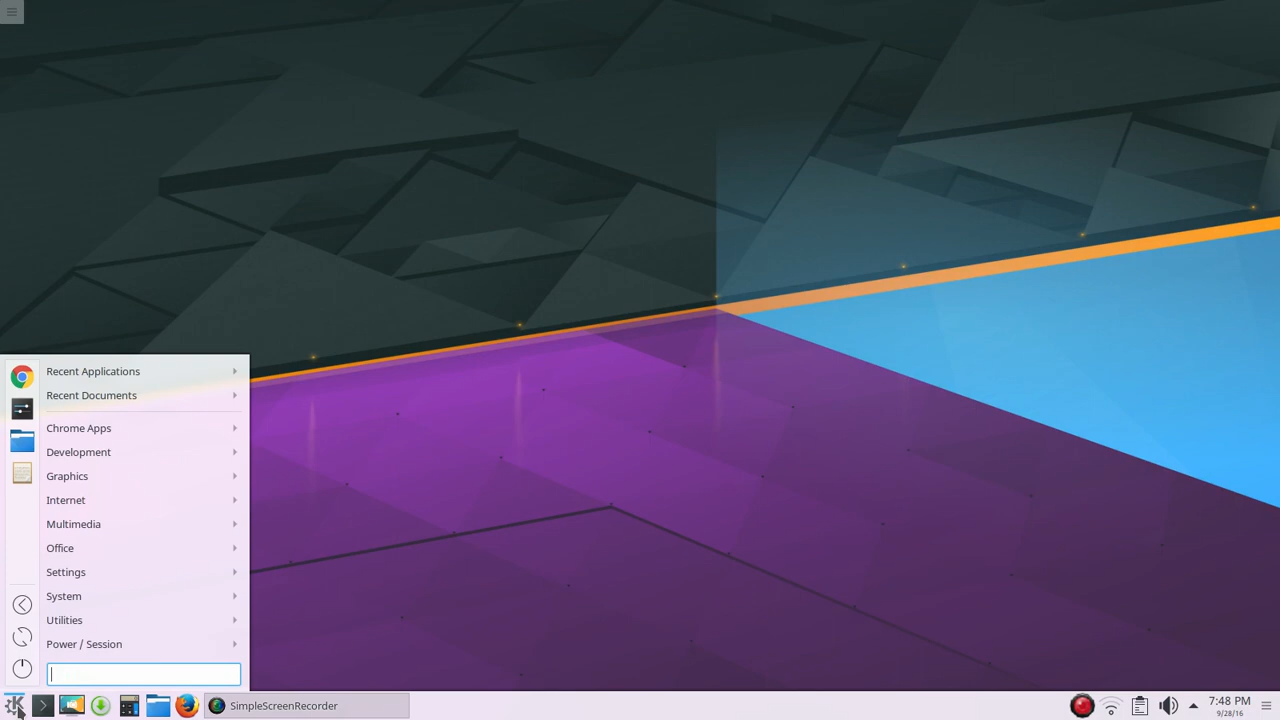 Recent Applications
Recent Documents
Chrome Apps
Development
Graphics
Internet
Multimedia
Office
Settings
System
Utilities
Power / Session
SimpleScreenRecorder
7:48 PM
9/28/16